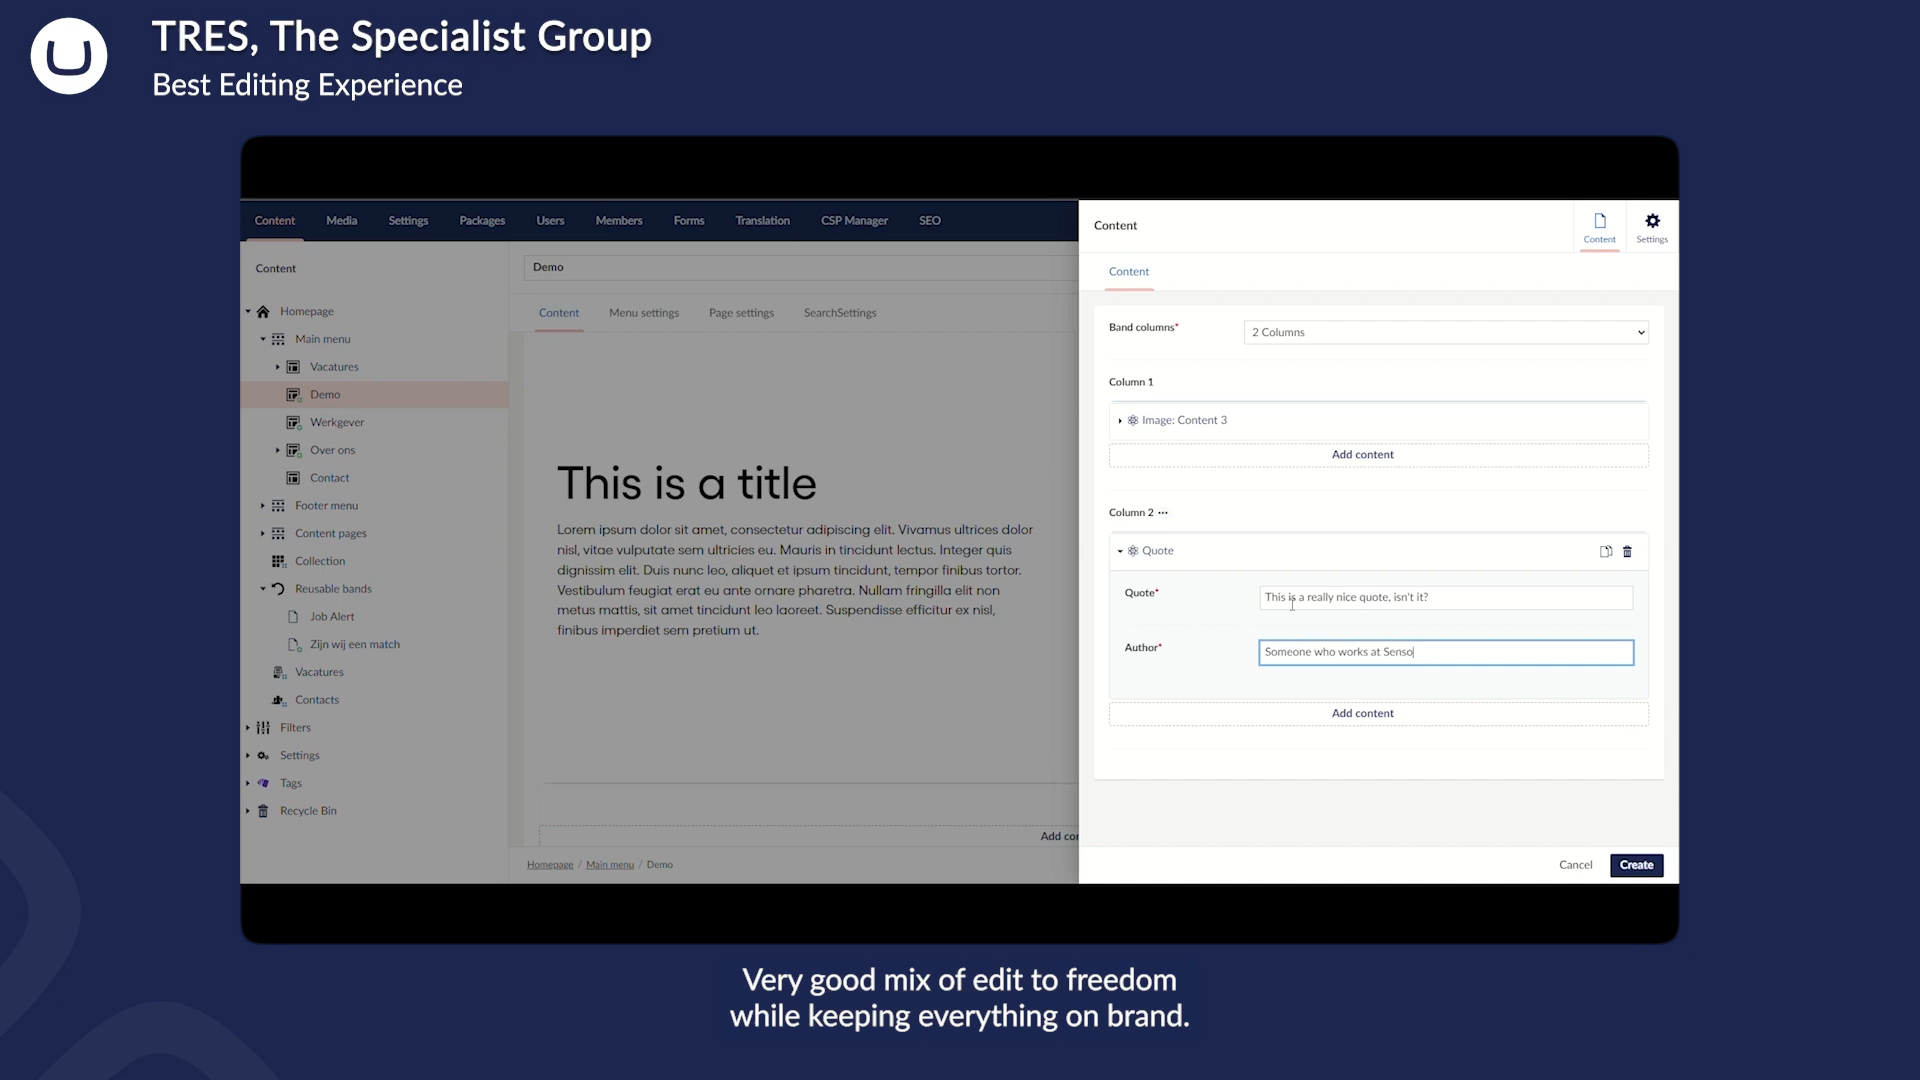 TRES, The Specialist Group
Best Editing Experience
Content
Media
Settings
Packages
Users
Members
Forms
Translation
CSP Manager
SEO
Content
Homepage
Main menu
Vacatures
Demo
Werkgever
Over ons
Contact
Footer menu
Content pages
Collection
Reusable bands
Job Alert
Zijn wij een match
Vacatures
Contacts
Filters
Settings
Tags
Recycle Bin
Demo
Content
Menu settings
Page settings
SearchSettings
This is a title
Lorem ipsum dolor sit amet, consectetur adipiscing elit. Vivamus ultrices dolor
nisl, vitae vulputate sem ultricies eu. Mauris in tincidunt lectus. Integer quis
dignissim elit. Duis nunc leo, aliquet et ipsum tincidunt, tempor finibus tortor.
Vestibulum feugiat erat eu ante ornare pharetra. Nullam fringilla elit non
metus mattis, sit amet tincidunt leo laoreet. Suspendisse efficitur ex nisl,
finibus imperdiet sem pretium ut.
Add con
Homepage / Main menu / Demo
Content
Content
Settings
Content
Band columns*
2 Columns
Column 1
Image: Content 3
Add content
Column 2 •••
Quote
Quote*
This is a really nice quote, isn't it?
Author*
Someone who works at Senso
Add content
Cancel
Create
Very good mix of edit to freedom
while keeping everything on brand.